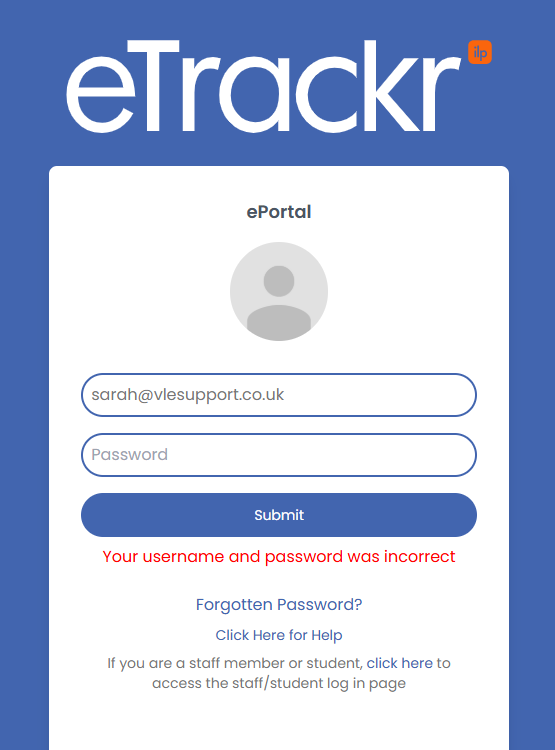 eTrackr ilp
ePortal
sarah@vlesupport.co.uk
Password
Submit
Your username and password was incorrect
Forgotten Password?
Click Here for Help
If you are a staff member or student, click here to
access the staff/student log in page